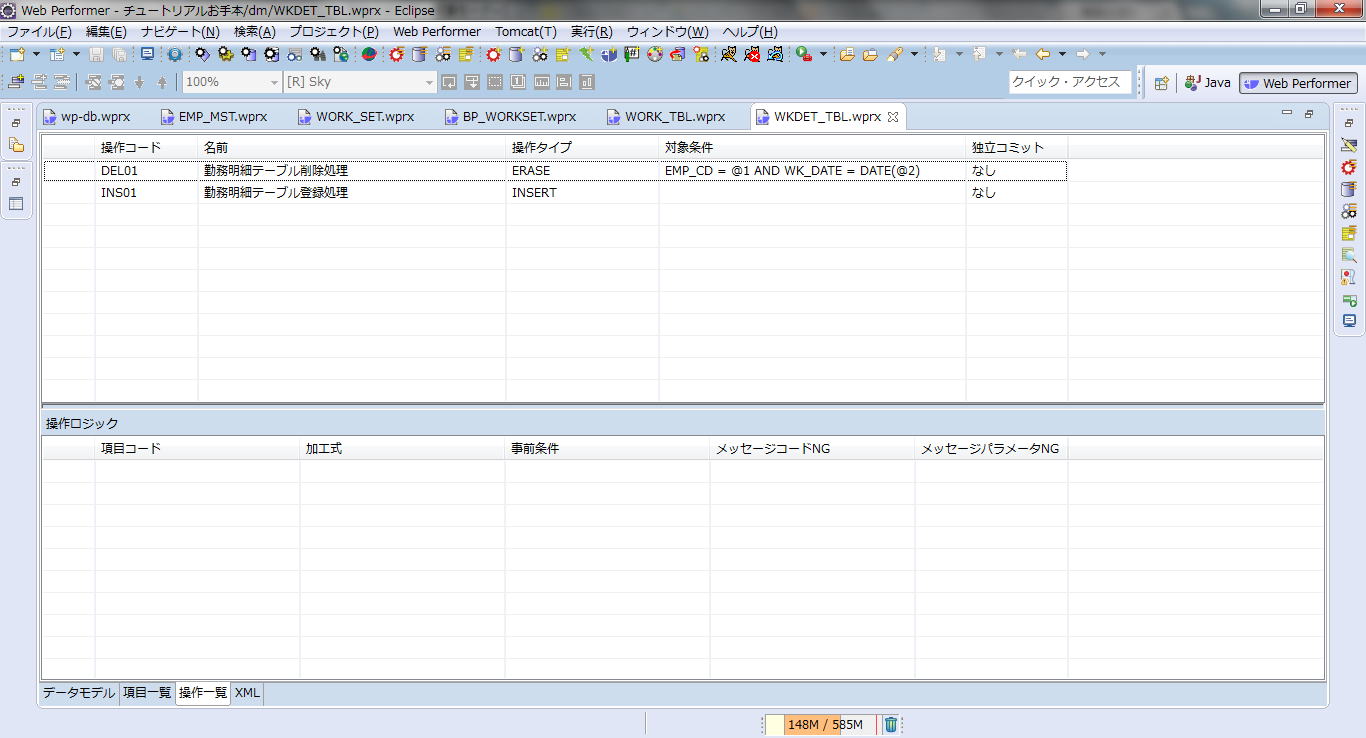 Web Performer - チュートリアルお手本/dm/WKDET_TBL.wprx - Eclipse
ファイル(F) 編集(E) ナビゲート(N) 検索(A) プロジェクト(P) Web Performer Tomcat(T) 実行(R) ウィンドウ(W) ヘルプ(H)
100% [R] Sky クイック・アクセス Java Web Performer
wp-db.wprx EMP_MST.wprx WORK_SET.wprx BP_WORKSET.wprx WORK_TBL.wprx WKDET_TBL.wprx
操作コード 名前 操作タイプ 対象条件 独立コミット
DEL01 勤務明細テーブル削除処理 ERASE EMP_CD = @1 AND WK_DATE = DATE(@2) なし
INS01 勤務明細テーブル登録処理 INSERT なし
操作ロジック
項目コード 加工式 事前条件 メッセージコードNG メッセージパラメータNG
データモデル 項目一覧 操作一覧 XML
148M / 585M